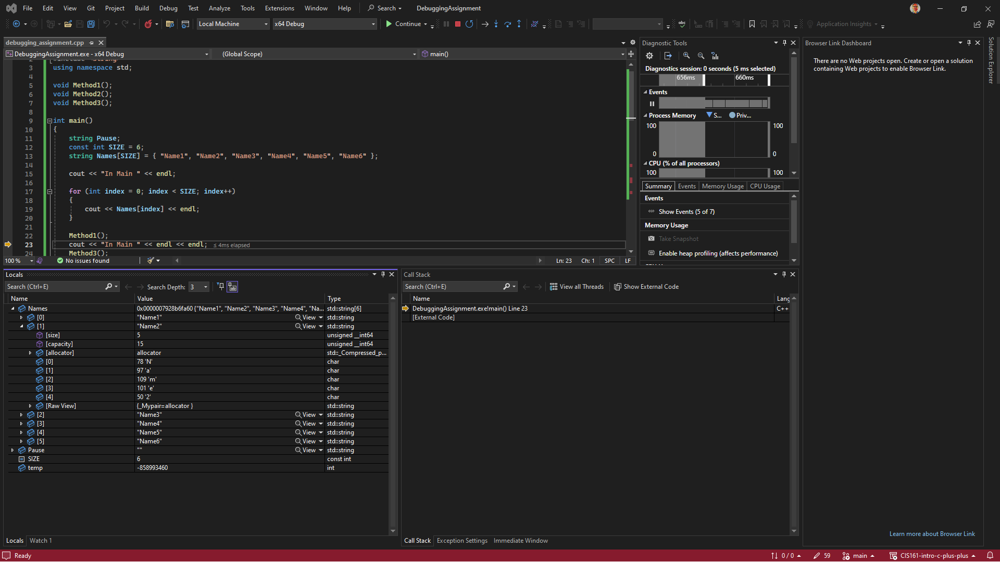 File Edit View Git Project Build Debug Test Analyze Tools Extensions Window Help Search DebuggingAssignment
Local Machine x64 Debug Continue Application Insights
debugging_assignment.cpp
DebuggingAssignment.exe - x64 Debug (Global Scope) main()
2 #include <string>
3 using namespace std;
4
5 void Method1();
6 void Method2();
7 void Method3();
8
9 int main()
10 {
11 string Pause;
12 const int SIZE = 6;
13 string Names[SIZE] = { "Name1", "Name2", "Name3", "Name4", "Name5", "Name6" };
14
15 cout << "In Main " << endl;
16
17 for (int index = 0; index < SIZE; index++)
18 {
19 cout << Names[index] << endl;
20 }
21
22 Method1();
23 cout << "In Main " << endl << endl; ≤ 4ms elapsed
24 Method3();
100 % No issues found Ln: 23 Ch: 1 SPC LF
Diagnostic Tools
Diagnostics session: 0 seconds (5 ms selected)
656ms 660ms
Events
Process Memory S... Priv...
100 100
0 0
CPU (% of all processors)
100 100
Summary Events Memory Usage CPU Usage
Events
Show Events (5 of 7)
Memory Usage
Take Snapshot
Enable heap profiling (affects performance)
Browser Link Dashboard
There are no Web projects open. Create or open a solution
containing Web projects to enable Browser Link.
Learn more about Browser Link
Solution Explorer
Locals
Search (Ctrl+E) Search Depth: 3
Name Value Type
Names 0x0000007928b6fa60 {"Name1", "Name2", "Name3", "Name4", "Na... std::string[6]
[0] "Name1" View std::string
[1] "Name2" View std::string
[size] 5 unsigned __int64
[capacity] 15 unsigned __int64
[allocator] allocator std::_Compressed_p...
[0] 78 'N' char
[1] 97 'a' char
[2] 109 'm' char
[3] 101 'e' char
[4] 50 '2' char
[Raw View] {_Mypair=allocator } std::string
[2] "Name3" View std::string
[3] "Name4" View std::string
[4] "Name5" View std::string
[5] "Name6" View std::string
Pause "" View std::string
SIZE 6 const int
temp -858993460 int
Locals Watch 1
Call Stack
Search (Ctrl+E) View all Threads Show External Code
Name Lang
DebuggingAssignment.exe!main() Line 23 C++
[External Code]
Call Stack Exception Settings Immediate Window
Ready 0 / 0 59 main CIS161-intro-c-plus-plus